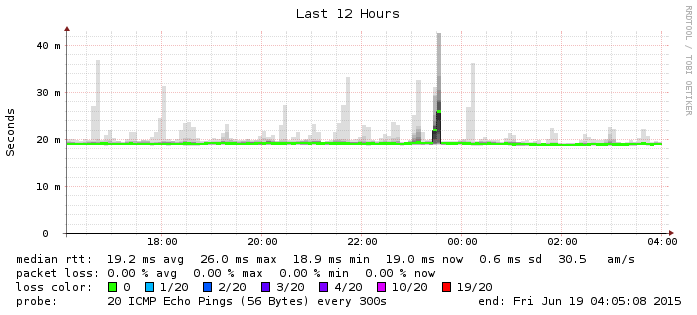 Last 12 Hours
RRDTOOL / TOBI OETIKER
Seconds
40 m
30 m
20 m
10 m
0
18:00 20:00 22:00 00:00 02:00 04:00
median rtt: 19.2 ms avg 26.0 ms max 18.9 ms min 19.0 ms now 0.6 ms sd 30.5 am/s
packet loss: 0.00 % avg 0.00 % max 0.00 % min 0.00 % now
loss color: 0 1/20 2/20 3/20 4/20 10/20 19/20
probe: 20 ICMP Echo Pings (56 Bytes) every 300s end: Fri Jun 19 04:05:08 2015